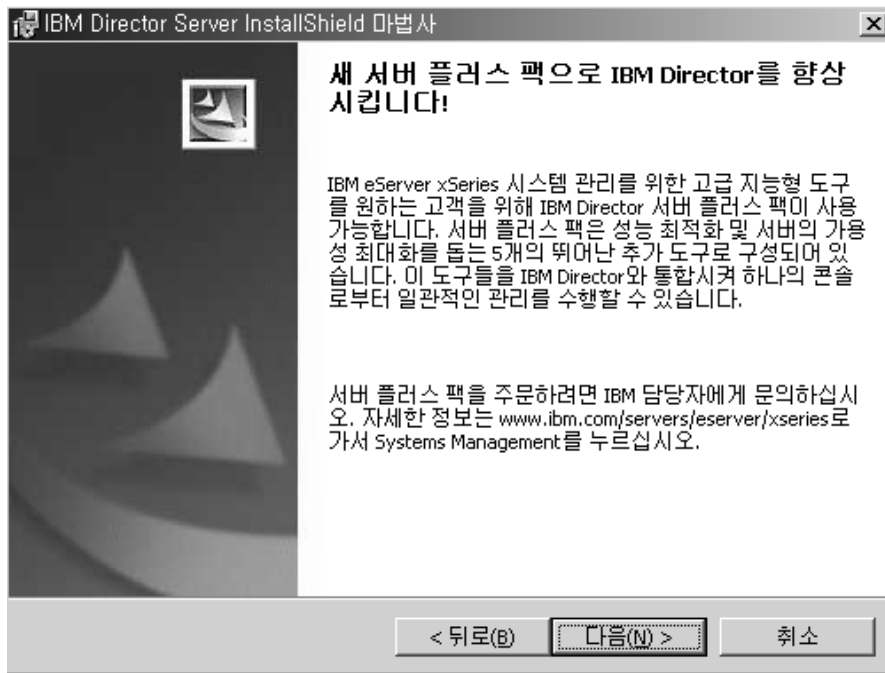 IBM Director Server InstallShield 마법사
새 서버 플러스 팩으로 IBM Director를 향상
시킵니다!
IBM eServer xSeries 시스템 관리를 위한 고급 지능형 도구
를 원하는 고객을 위해 IBM Director 서버 플러스 팩이 사용
가능합니다. 서버 플러스 팩은 성능 최적화 및 서버의 가용
성 최대화를 돕는 5개의 뛰어난 추가 도구로 구성되어 있
습니다. 이 도구들을 IBM Director와 통합시켜 하나의 콘솔
로부터 일관적인 관리를 수행할 수 있습니다.
서버 플러스 팩을 주문하려면 IBM 담당자에게 문의하십시
오. 자세한 정보는 www.ibm.com/servers/eserver/xseries로
가서 Systems Management를 누르십시오.
< 뒤로(B) 다음(N) > 취소